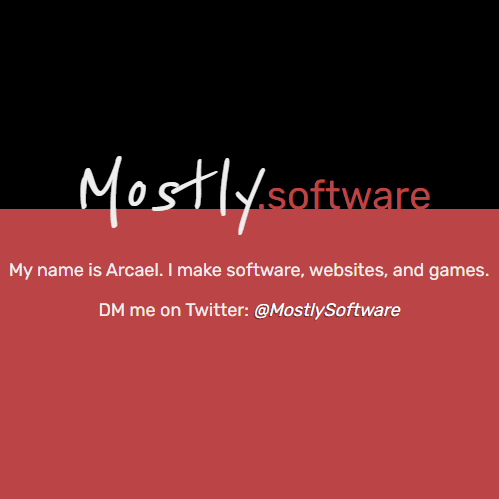 Mostly.software
My name is Arcael. I make software, websites, and games.
DM me on Twitter: @MostlySoftware